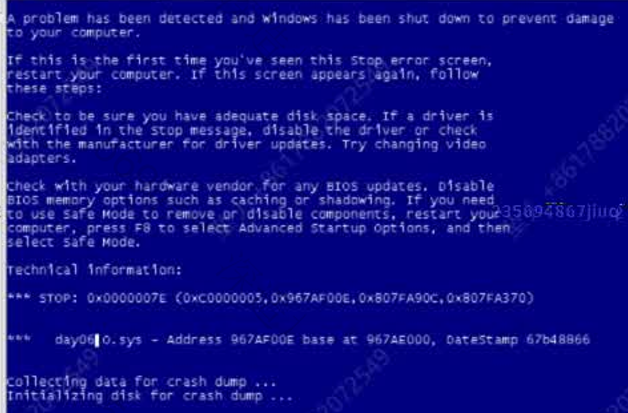 A problem has been detected and Windows has been shut down to prevent damage
to your computer.
If this is the first time you've seen this Stop error screen,
restart your computer. If this screen appears again, follow
these steps:
Check to be sure you have adequate disk space. If a driver is
identified in the Stop message, disable the driver or check
with the manufacturer for driver updates. Try changing video
adapters.
Check with your hardware vendor for any BIOS updates. Disable
BIOS memory options such as caching or shadowing. If you need
to use Safe Mode to remove or disable components, restart your
computer, press F8 to select Advanced Startup Options, and then
select Safe Mode.
Technical information:
*** STOP: 0x0000007E (0xC0000005,0x967AF00E,0x807FA90C,0x807FA370)
*** day06 O.sys - Address 967AF00E base at 967AE000, DateStamp 67b48866
Collecting data for crash dump ...
Initializing disk for crash dump ...